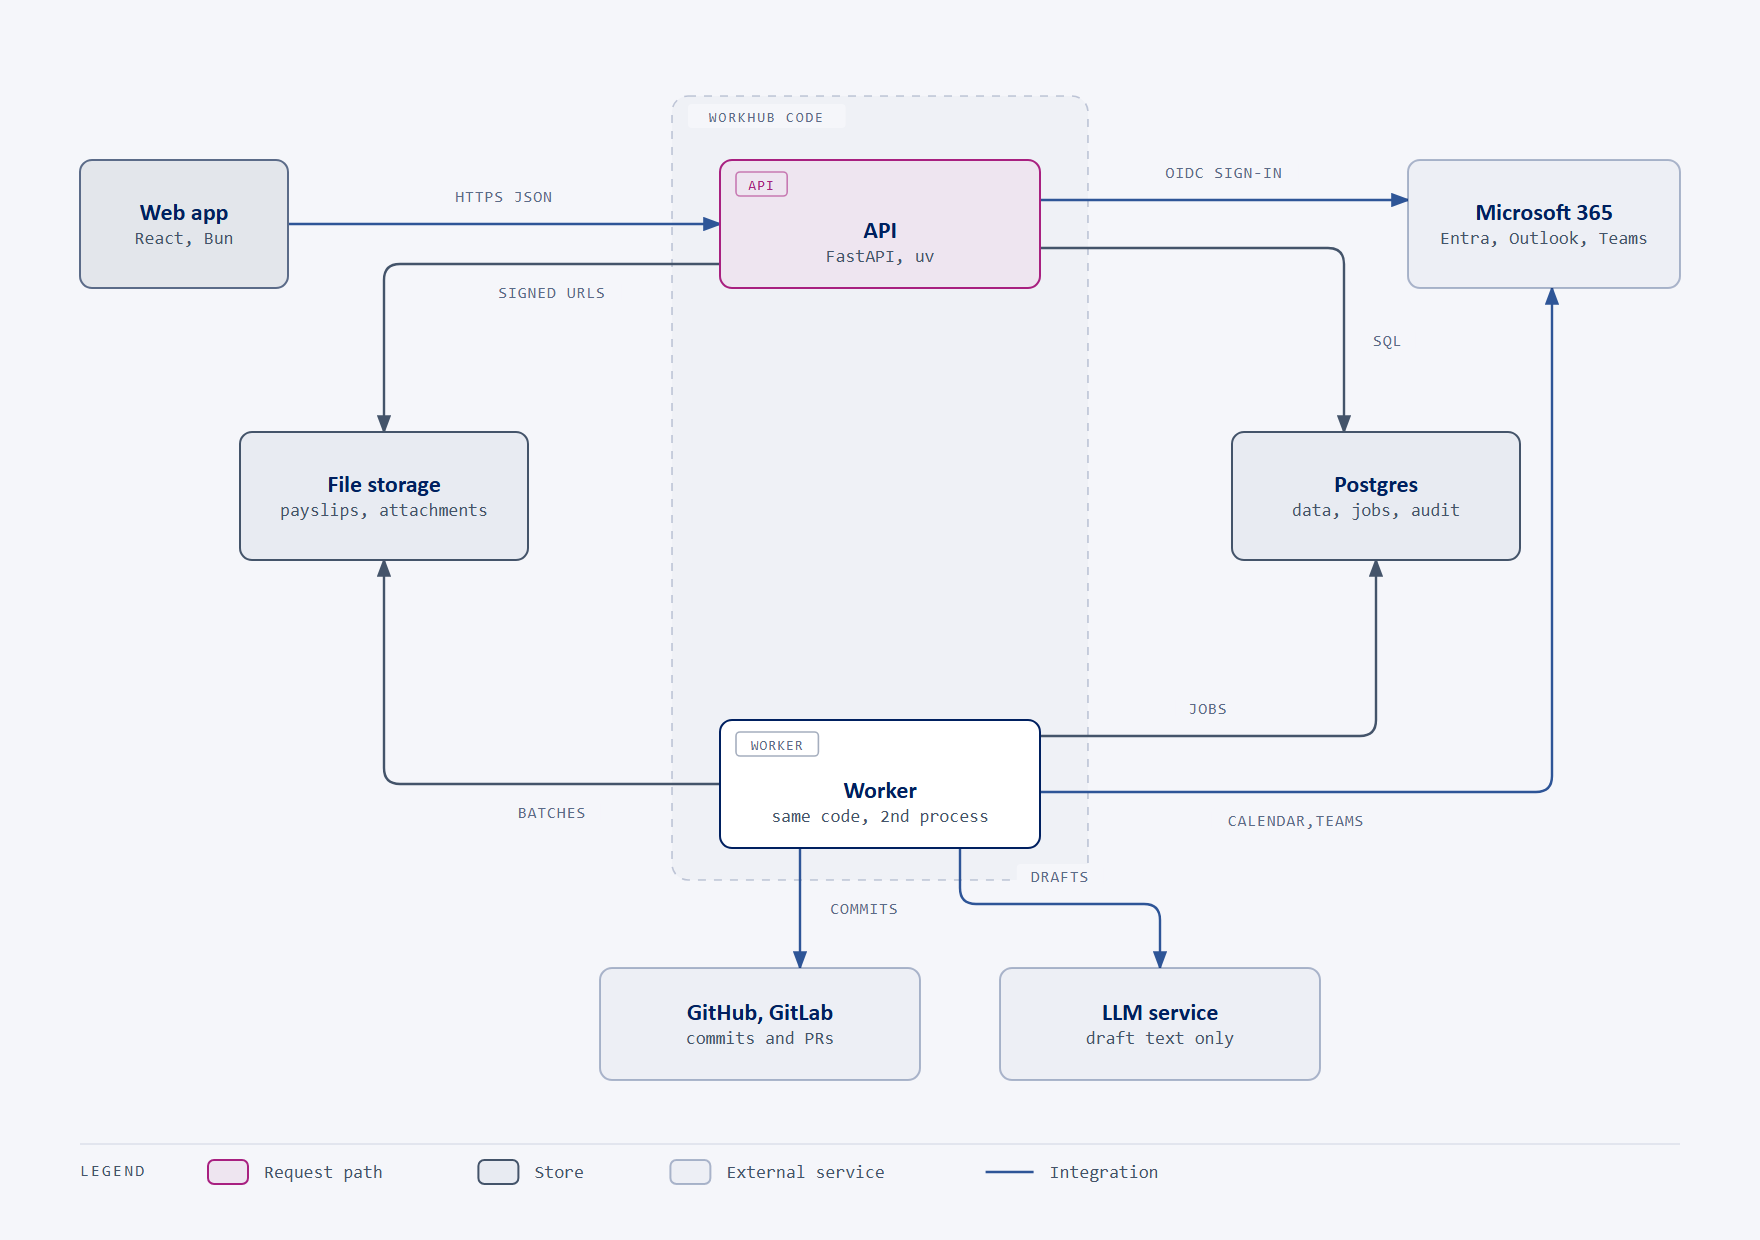 WORKHUB CODE
Web app
React, Bun
HTTPS JSON
API
API
FastAPI, uv
OIDC SIGN-IN
Microsoft 365
Entra, Outlook, Teams
SIGNED URLS
SQL
File storage
payslips, attachments
Postgres
data, jobs, audit
JOBS
WORKER
Worker
same code, 2nd process
BATCHES
CALENDAR,TEAMS
DRAFTS
COMMITS
GitHub, GitLab
commits and PRs
LLM service
draft text only
LEGEND
Request path
Store
External service
Integration